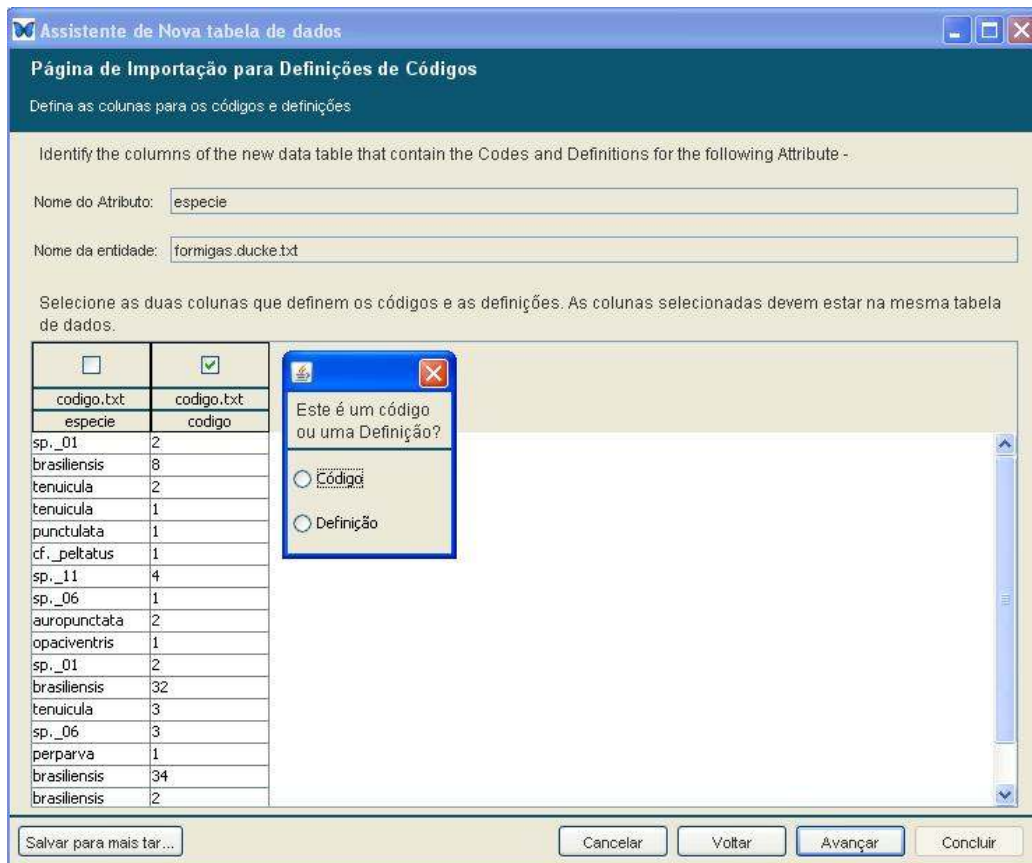 Assistente de Nova tabela de dados
Página de Importação para Definições de Códigos
Defina as colunas para os códigos e definições
Identify the columns of the new data table that contain the Codes and Definitions for the following Attribute -
Nome do Atributo: especie
Nome da entidade: formigas.ducke.txt
Selecione as duas colunas que definem os códigos e as definições. As colunas selecionadas devem estar na mesma tabela
de dados.
codigo.txt codigo.txt
especie codigo
sp._01 2
brasiliensis 8
tenuicula 2
tenuicula 1
punctulata 1
cf._peltatus 1
sp._11 4
sp._06 1
auropunctata 2
opaciventris 1
sp._01 2
brasiliensis 32
tenuicula 3
sp._06 3
perparva 1
brasiliensis 34
brasiliensis 2
Este é um código
ou uma Definição?
Código
Definição
Salvar para mais tar... Cancelar Voltar Avançar Concluir